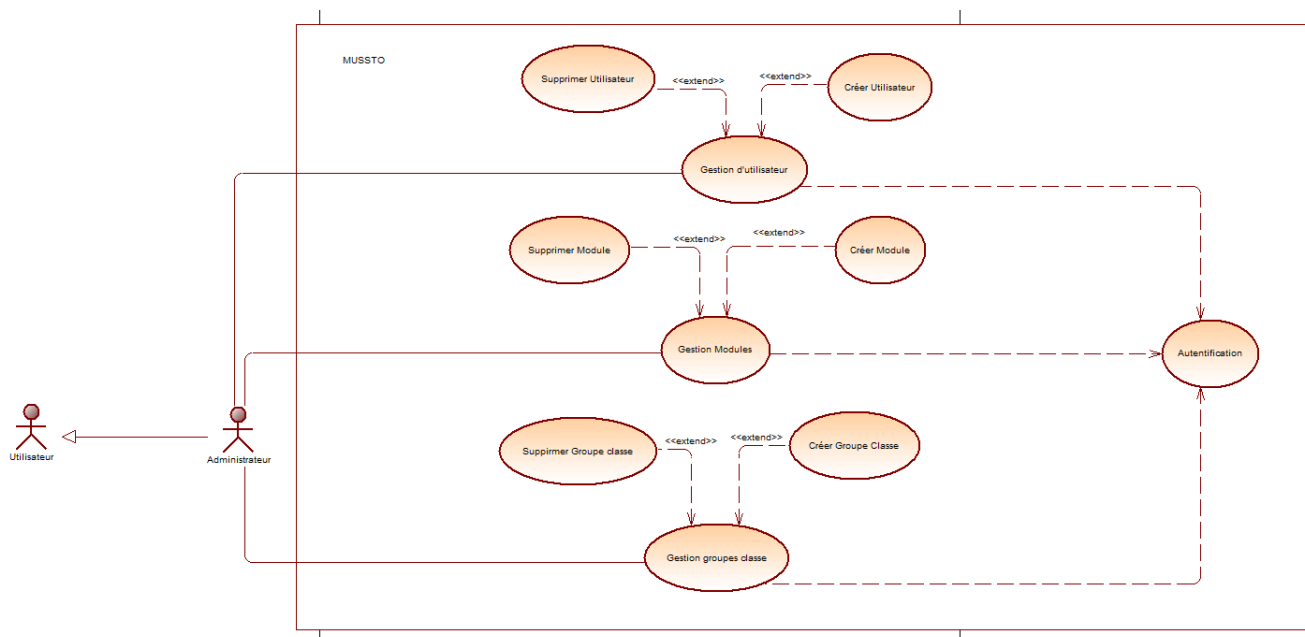 MUSSTO
Supprimer Utilisateur
<<extend>>
<<extend>>
Créer Utilisateur
Gestion d'utilisateur
Supprimer Module
<<extend>>
<<extend>>
Créer Module
Gestion Modules
Autentification
Utilisateur
Administrateur
Suppirmer Groupe classe
<<extend>>
<<extend>>
Créer Groupe Classe
Gestion groupes classe